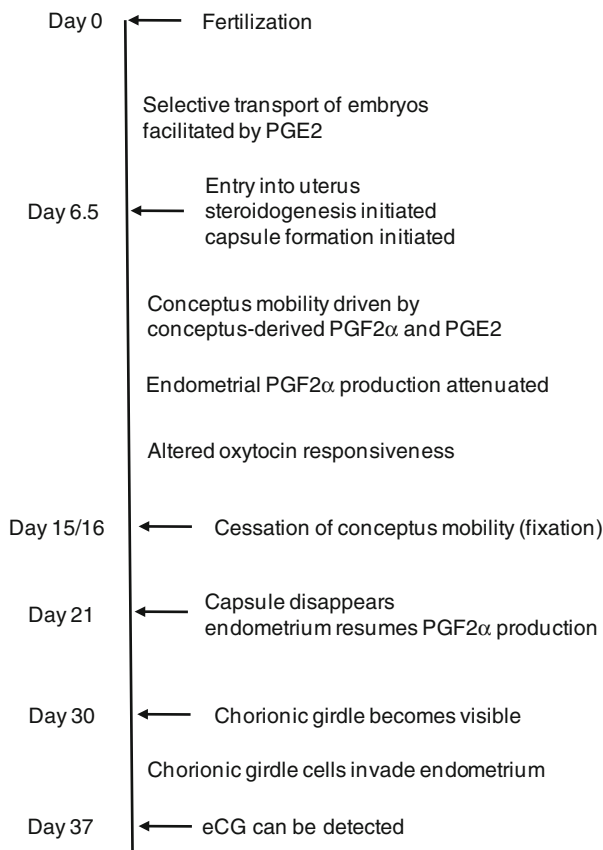 Day 0 Fertilization
Selective transport of embryos
facilitated by PGE2
Entry into uterus
Day 6.5 steroidogenesis initiated
capsule formation initiated
Conceptus mobility driven by
conceptus-derived PGF2α and PGE2
Endometrial PGF2α production attenuated
Altered oxytocin responsiveness
Day 15/16 Cessation of conceptus mobility (fixation)
Capsule disappears
Day 21 endometrium resumes PGF2α production
Day 30 Chorionic girdle becomes visible
Chorionic girdle cells invade endometrium
Day 37 eCG can be detected